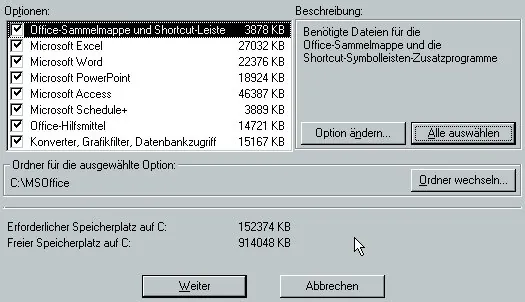 Optionen:
Office-Sammelmappe und Shortcut-Leiste 3878 KB
Microsoft Excel 27032 KB
Microsoft Word 22376 KB
Microsoft PowerPoint 18924 KB
Microsoft Access 46387 KB
Microsoft Schedule+ 3889 KB
Office-Hilfsmittel 14721 KB
Konverter, Grafikfilter, Datenbankzugriff 15167 KB
Beschreibung:
Benötigte Dateien für die
Office-Sammelmappe und die
Shortcut-Symbolleisten-Zusatzprogramme
Option ändern...
Alle auswählen
Ordner für die ausgewählte Option:
C:\MSOffice
Ordner wechseln...
Erforderlicher Speicherplatz auf C: 152374 KB
Freier Speicherplatz auf C: 914048 KB
Weiter
Abbrechen